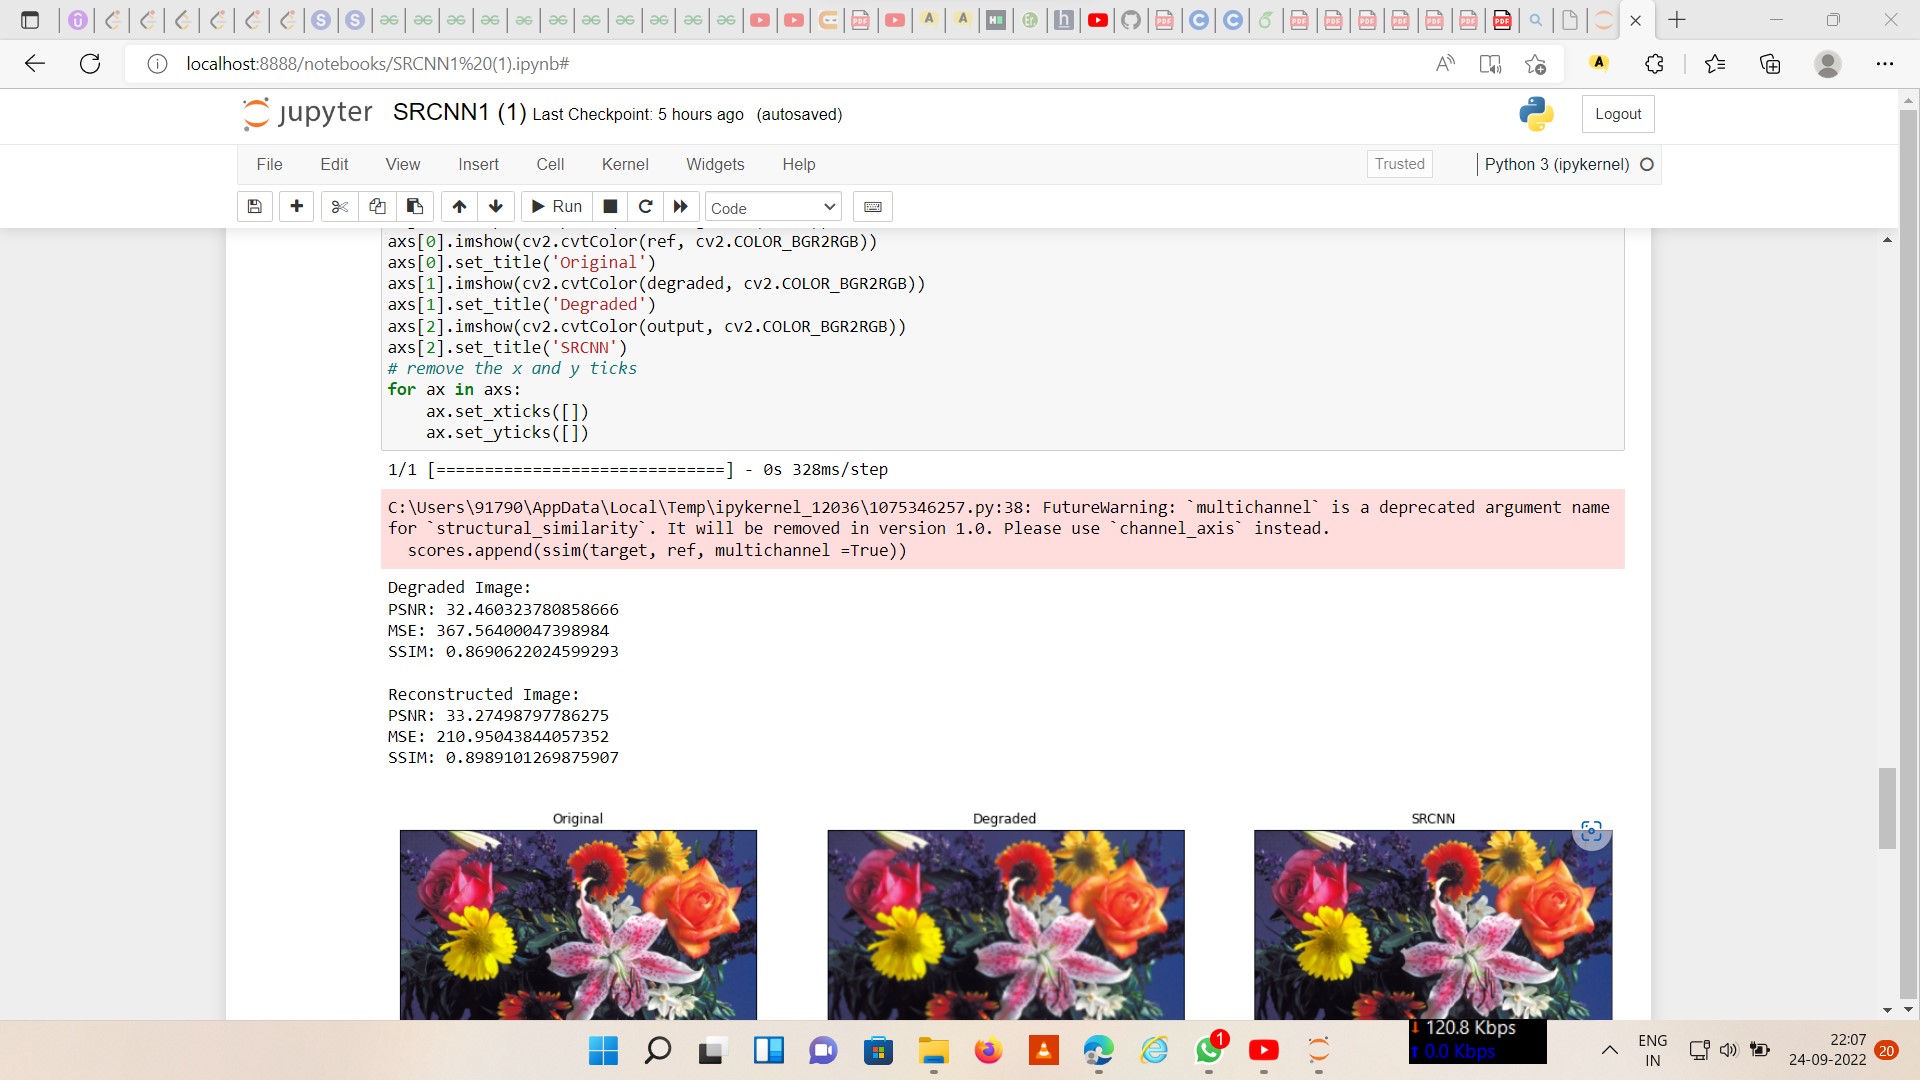 localhost:8888/notebooks/SRCNN1%20(1).ipynb#
jupyter SRCNN1 (1) Last Checkpoint: 5 hours ago (autosaved)
Logout
File Edit View Insert Cell Kernel Widgets Help
Trusted Python 3 (ipykernel)
Run Code
axs[0].imshow(cv2.cvtColor(ref, cv2.COLOR_BGR2RGB))
axs[0].set_title('Original')
axs[1].imshow(cv2.cvtColor(degraded, cv2.COLOR_BGR2RGB))
axs[1].set_title('Degraded')
axs[2].imshow(cv2.cvtColor(output, cv2.COLOR_BGR2RGB))
axs[2].set_title('SRCNN')
# remove the x and y ticks
for ax in axs:
    ax.set_xticks([])
    ax.set_yticks([])
1/1 [==============================] - 0s 328ms/step
C:\Users\91790\AppData\Local\Temp\ipykernel_12036\1075346257.py:38: FutureWarning: `multichannel` is a deprecated argument name
for `structural_similarity`. It will be removed in version 1.0. Please use `channel_axis` instead.
  scores.append(ssim(target, ref, multichannel =True))
Degraded Image:
PSNR: 32.460323780858666
MSE: 367.56400047398984
SSIM: 0.8690622024599293
Reconstructed Image:
PSNR: 33.27498797786275
MSE: 210.95043844057352
SSIM: 0.8989101269875907
Original Degraded SRCNN
120.8 Kbps
0.0 Kbps
ENG
IN
22:07
24-09-2022
20
1